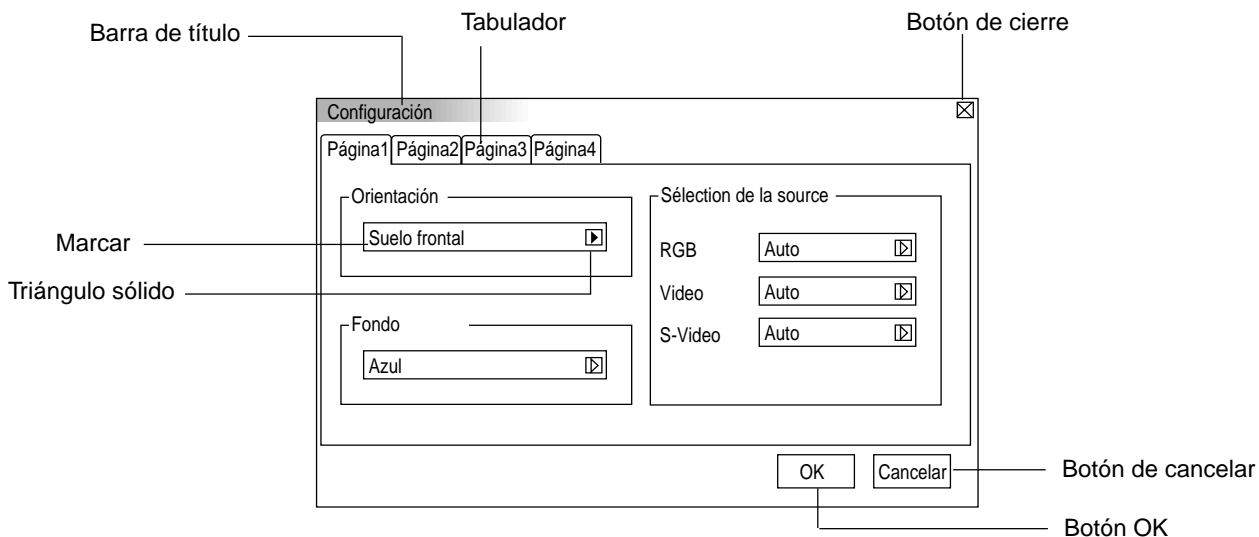 Barra de título
Tabulador
Botón de cierre
Configuración
Página1 Página2 Página3 Página4
Orientación
Suelo frontal
Marcar
Triángulo sólido
Fondo
Azul
Sélection de la source
RGB Auto
Video Auto
S-Video Auto
OK Cancelar
Botón de cancelar
Botón OK